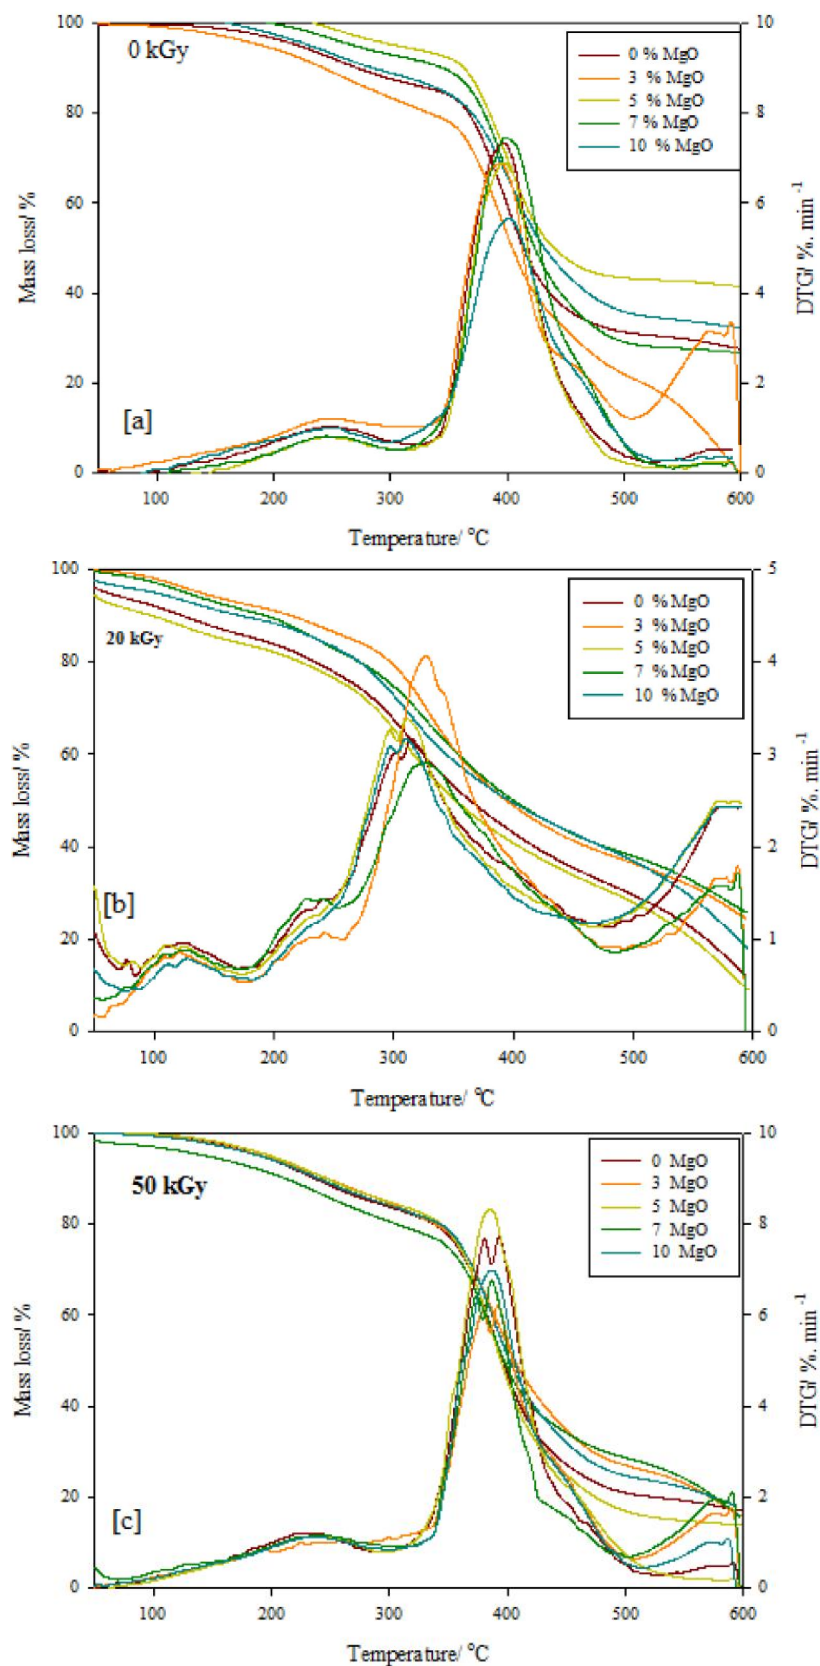 100
80
60
40
20
0
Mass loss/ %
0 kGy
[a]
0 % MgO
3 % MgO
5 % MgO
7 % MgO
10 % MgO
10
8
6
4
2
0
DTG/ %. min -1
100 200 300 400 500 600
Temperature/ °C
100
80
60
40
20
0
Mass loss/ %
20 kGy
[b]
0 % MgO
3 % MgO
5 % MgO
7 % MgO
10 % MgO
5
4
3
2
1
0
DTG/ %. min -1
100 200 300 400 500 600
Temperature/ °C
100
80
60
40
20
0
Mass loss/ %
50 kGy
[c]
0 MgO
3 MgO
5 MgO
7 MgO
10 MgO
10
8
6
4
2
0
DTG/ %. min -1
100 200 300 400 500 600
Temperature/ °C